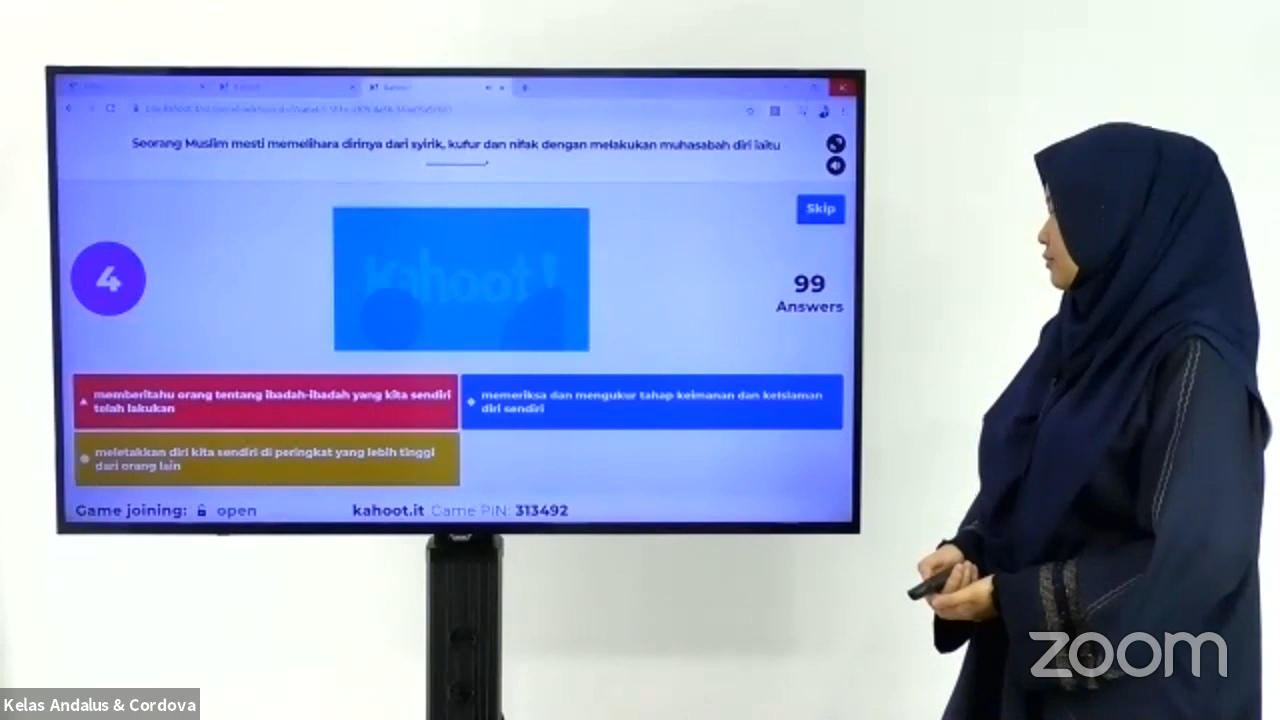 Seorang Muslim mesti memelihara dirinya dari syirik, kufur dan nifak dengan melakukan muhasabah diri iaitu
__________.
Skip
Kahoot!
4
99
Answers
memberitahu orang tentang ibadah-ibadah yang kita sendiri
telah lakukan
memeriksa dan mengukur tahap keimanan dan keislaman
diri sendiri
meletakkan diri kita sendiri di peringkat yang lebih tinggi
dari orang lain
Game joining: open
kahoot.it Game PIN: 313492
zoom
Kelas Andalus & Cordova